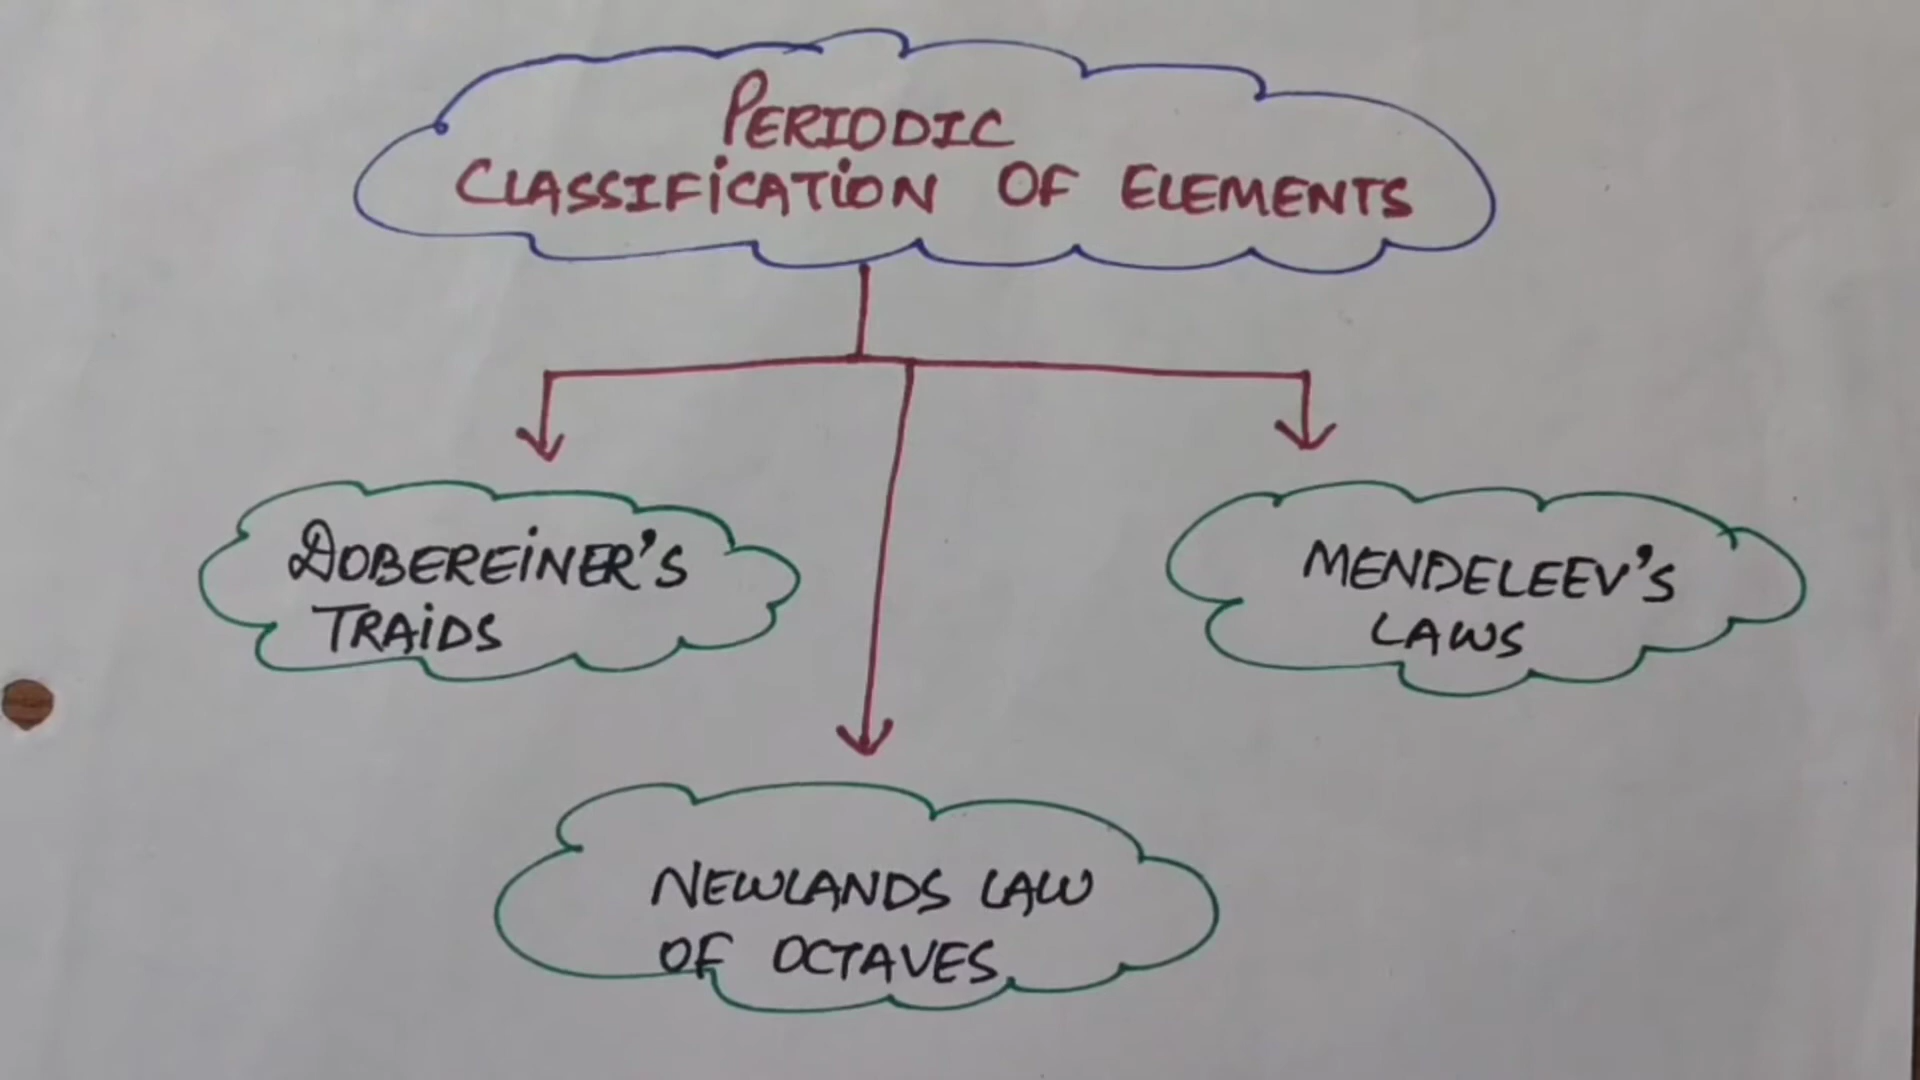 PERIODIC
CLASSIFICATION OF ELEMENTS
DOBEREINER'S
TRAIDS
MENDELEEV'S
LAWS
NEWLANDS LAW
OF OCTAVES